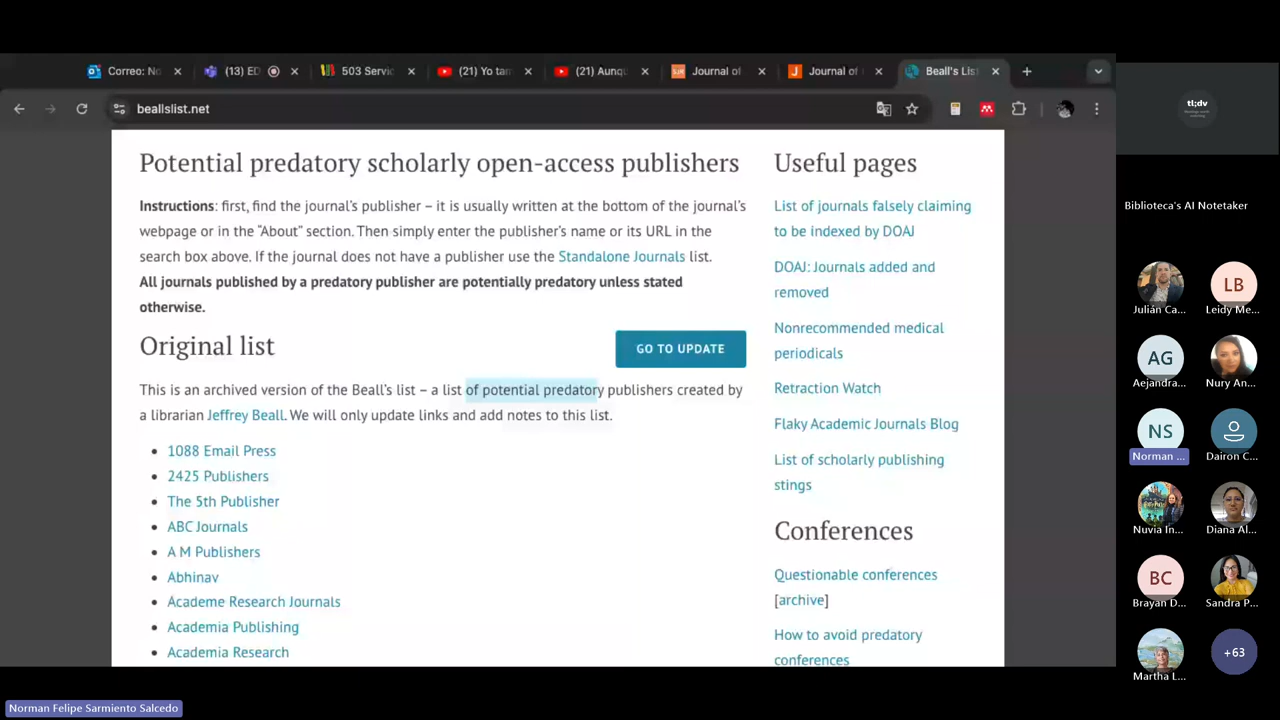 Correo: No
(13) ED
503 Servic
(21) Yo tam
(21) Aunqu
Journal of
Journal of
Beall's List
beallslist.net
Potential predatory scholarly open-access publishers
Instructions: first, find the journal's publisher – it is usually written at the bottom of the journal's
webpage or in the "About" section. Then simply enter the publisher's name or its URL in the
search box above. If the journal does not have a publisher use the Standalone Journals list.
All journals published by a predatory publisher are potentially predatory unless stated
otherwise.
Original list
GO TO UPDATE
This is an archived version of the Beall's list – a list of potential predatory publishers created by
a librarian Jeffrey Beall. We will only update links and add notes to this list.
1088 Email Press
2425 Publishers
The 5th Publisher
ABC Journals
A M Publishers
Abhinav
Academe Research Journals
Academia Publishing
Academia Research
Useful pages
List of journals falsely claiming
to be indexed by DOAJ
DOAJ: Journals added and
removed
Nonrecommended medical
periodicals
Retraction Watch
Flaky Academic Journals Blog
List of scholarly publishing
stings
Conferences
Questionable conferences
[archive]
How to avoid predatory
conferences
tl;dv
Biblioteca's AI Notetaker
Julián Ca...
LB
Leidy Me...
AG
Aejandra...
Nury An...
NS
Norman ...
Dairon C...
Nuvia In...
Diana Al...
BC
Brayan D...
Sandra P...
Martha L...
+63
Norman Felipe Sarmiento Salcedo